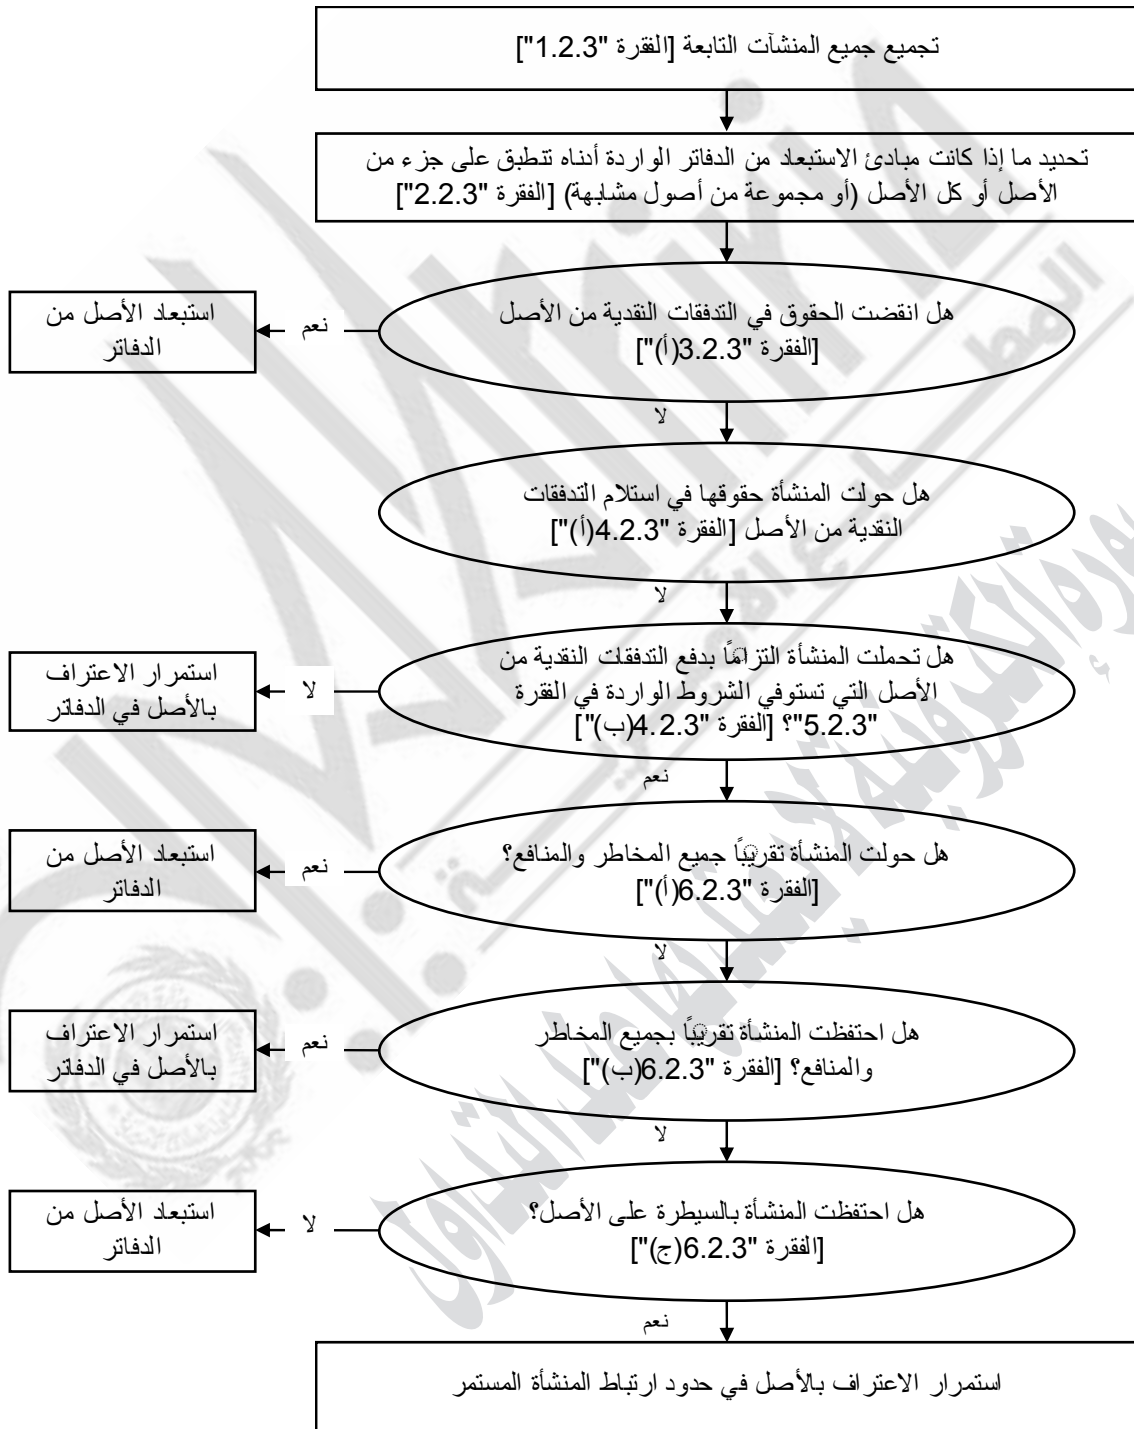 تجميع جميع المنشآت التابعة [الفقرة "1.2.3"]
تحديد ما إذا كانت مبادئ الاستبعاد من الدفاتر الواردة أدناه تنطبق على جزء من
الأصل أو كل الأصل (أو مجموعة من أصول مشابهة) [الفقرة "2.2.3"]
هل انقضت الحقوق في التدفقات النقدية من الأصل
[الفقرة "3.2.3(أ)"]
نعم
استبعاد الأصل من
الدفاتر
لا
هل حولت المنشأة حقوقها في استلام التدفقات
النقدية من الأصل [الفقرة "4.2.3(أ)"]
لا
هل تحملت المنشأة التزاماً بدفع التدفقات النقدية من
الأصل التي تستوفي الشروط الواردة في الفقرة
"5.2.3"؟ [الفقرة "4.2.3(ب)"]
لا
استمرار الاعتراف
بالأصل في الدفاتر
نعم
هل حولت المنشأة تقريباً جميع المخاطر والمنافع؟
[الفقرة "6.2.3(أ)"]
نعم
استبعاد الأصل من
الدفاتر
لا
هل احتفظت المنشأة تقريباً بجميع المخاطر
والمنافع؟ [الفقرة "6.2.3(ب)"]
نعم
استمرار الاعتراف
بالأصل في الدفاتر
لا
هل احتفظت المنشأة بالسيطرة على الأصل؟
[الفقرة "6.2.3(ج)"]
لا
استبعاد الأصل من
الدفاتر
نعم
استمرار الاعتراف بالأصل في حدود ارتباط المنشأة المستمر